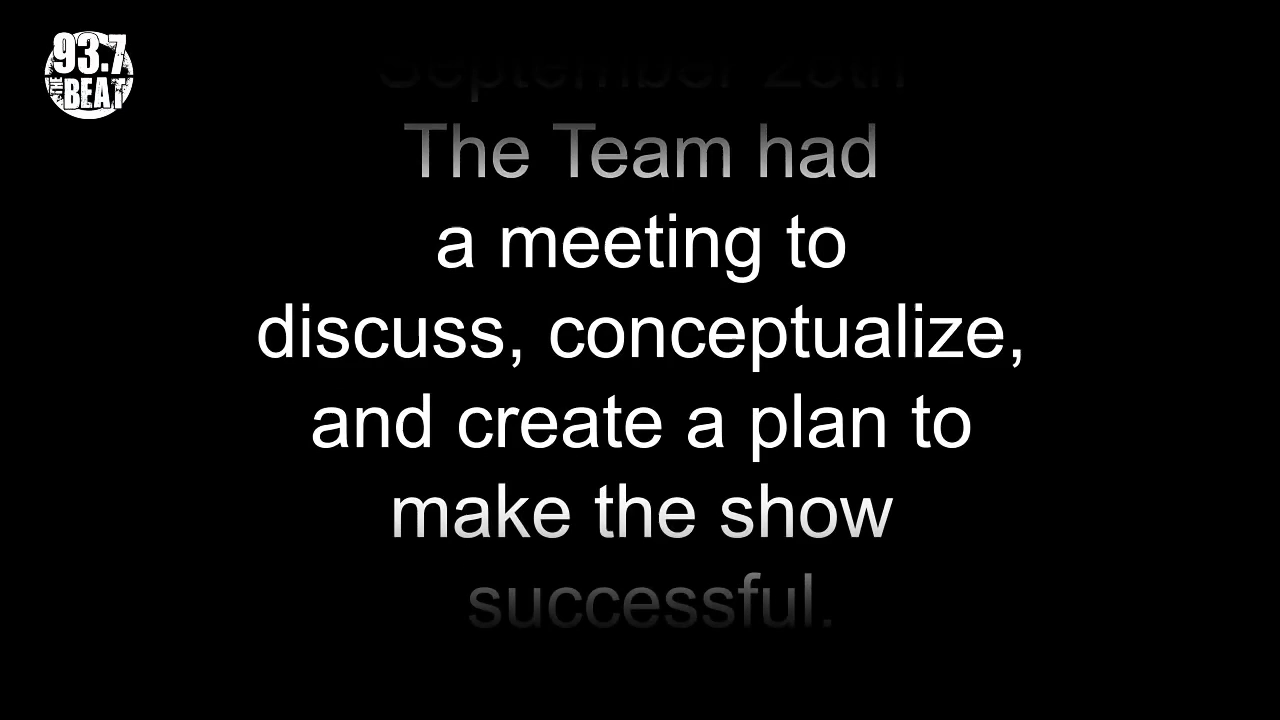 93.7
THE BEAT
September
The Team had
a meeting to
discuss, conceptualize,
and create a plan to
make the show
successful.